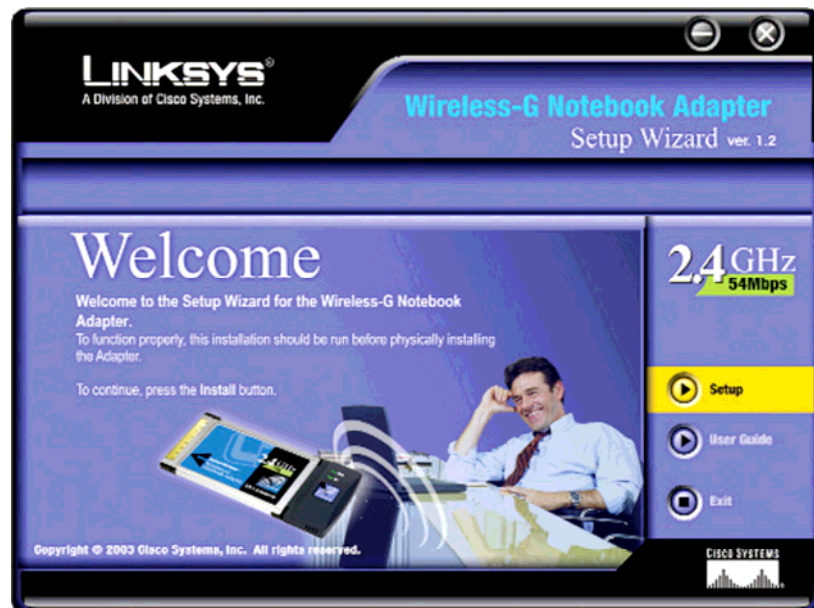 LINKSYS®
A Division of Cisco Systems, Inc.
Wireless-G Notebook Adapter
Setup Wizard ver. 1.2
Welcome
Welcome to the Setup Wizard for the Wireless-G Notebook
Adapter.
To function properly, this installation should be run before physically installing
the Adapter.
To continue, press the Install button.
2.4GHz
2.4GHz
54Mbps
Setup
User Guide
Exit
Copyright © 2003 Cisco Systems, Inc. All rights reserved.
CISCO SYSTEMS